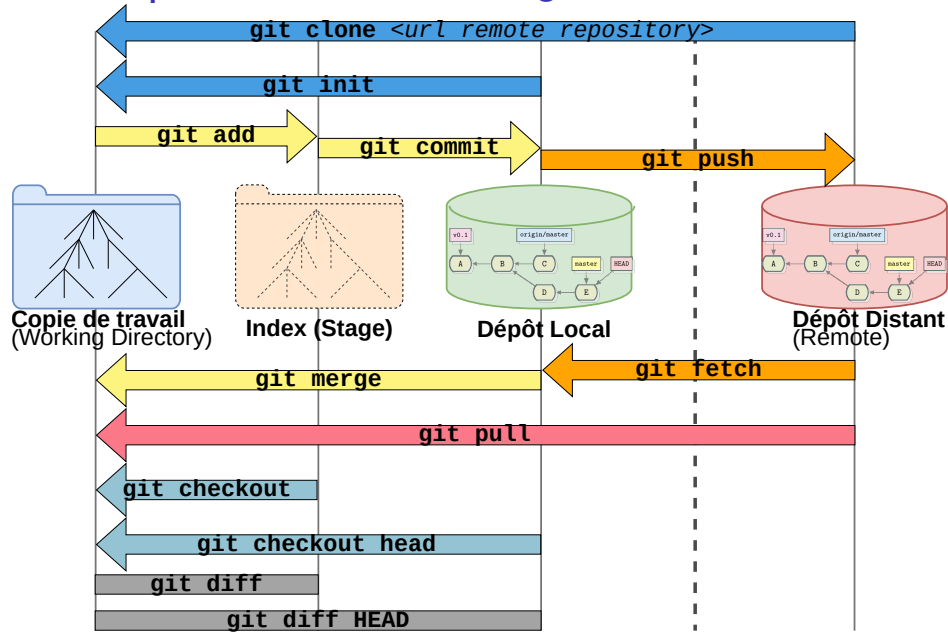 git clone <url remote repository>
git init
git add
git commit
git push
v0.1
origin/master
A
B
C
master
HEAD
D
E
v0.1
origin/master
A
B
C
master
HEAD
D
E
Copie de travail
(Working Directory)
Index (Stage)
Dépôt Local
Dépôt Distant
(Remote)
git fetch
git merge
git pull
git checkout
git checkout head
git diff
git diff HEAD